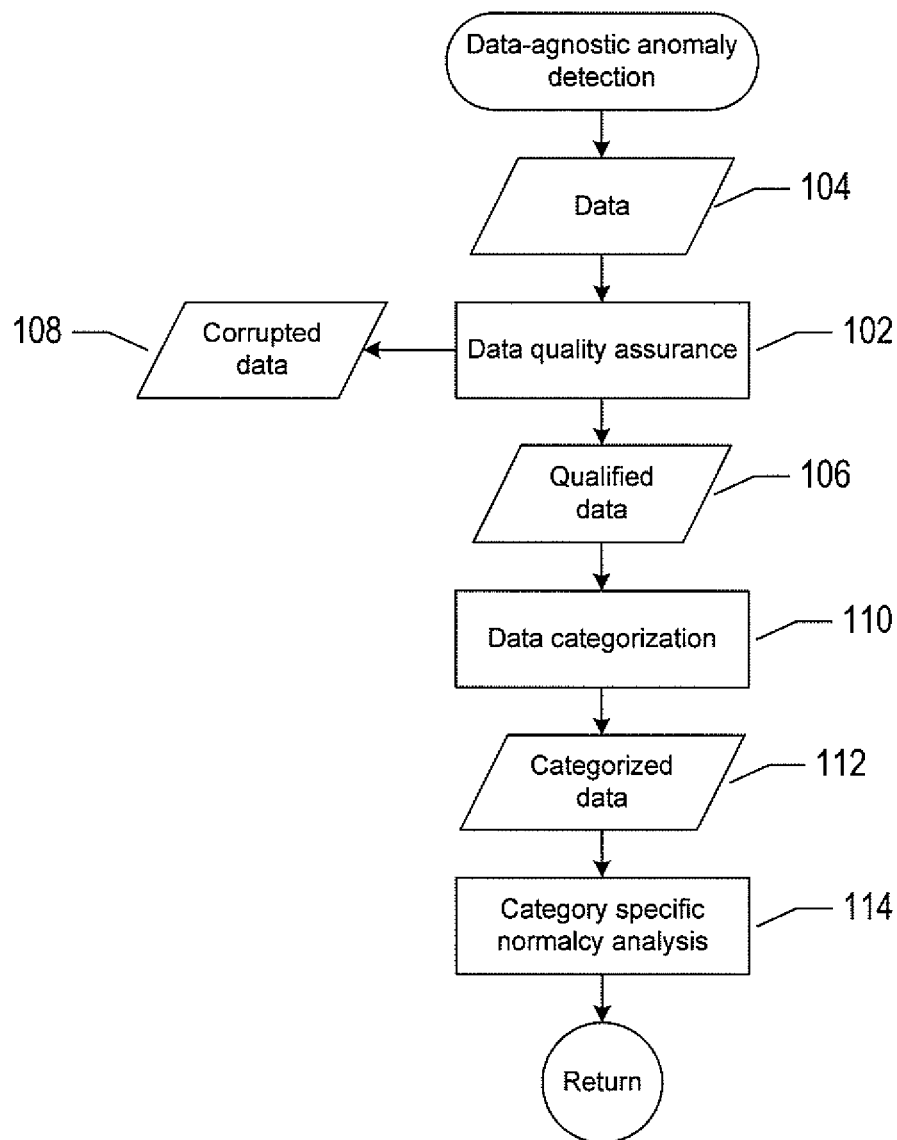 Data-agnostic anomaly
detection
Data
104
108
Corrupted
data
Data quality assurance
102
Qualified
data
106
Data categorization
110
Categorized
data
112
Category specific
normalcy analysis
114
Return